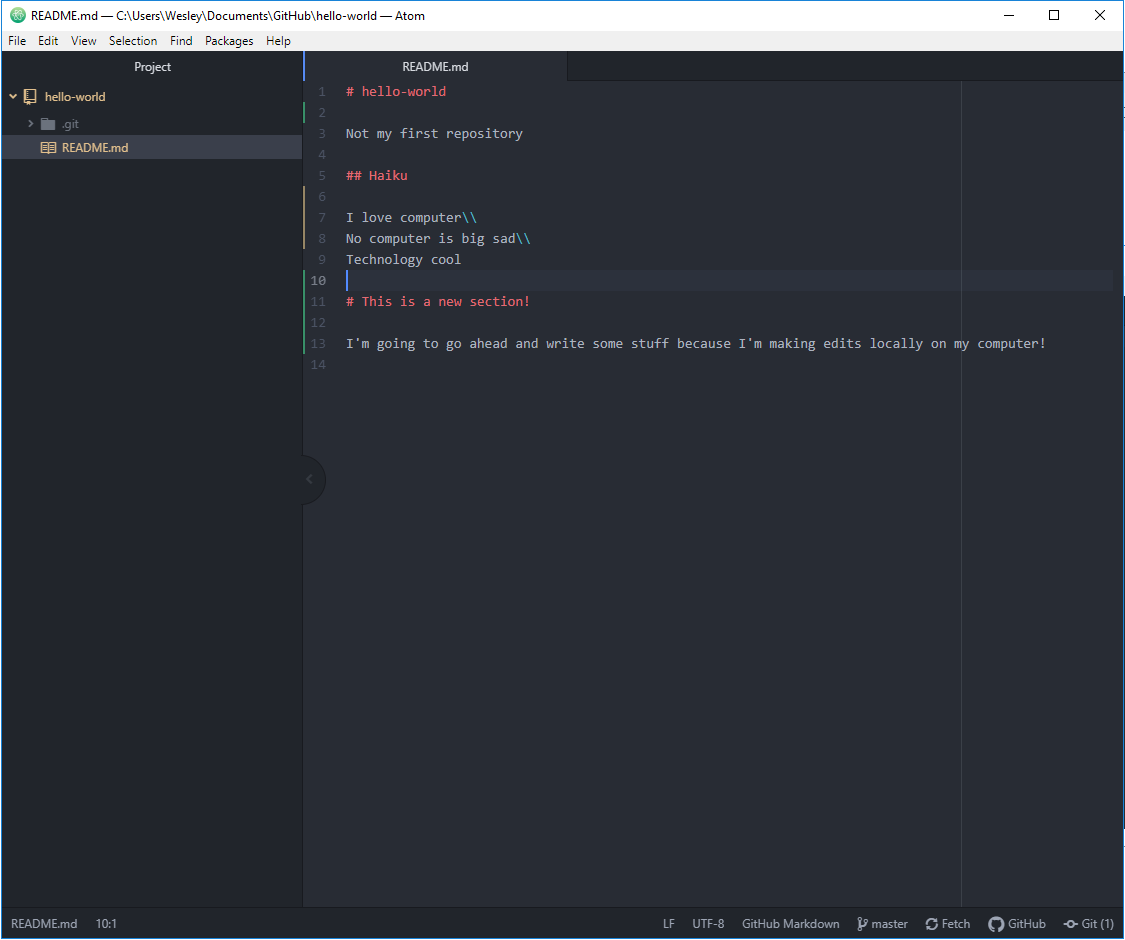 README.md — C:\Users\Wesley\Documents\GitHub\hello-world — Atom
File Edit View Selection Find Packages Help
Project
hello-world
.git
README.md
README.md
1 # hello-world
2
3 Not my first repository
4
5 ## Haiku
6
7 I love computer\\
8 No computer is big sad\\
9 Technology cool
10
11 # This is a new section!
12
13 I'm going to go ahead and write some stuff because I'm making edits locally on my computer!
14
README.md 10:1 LF UTF-8 GitHub Markdown master Fetch GitHub Git (1)